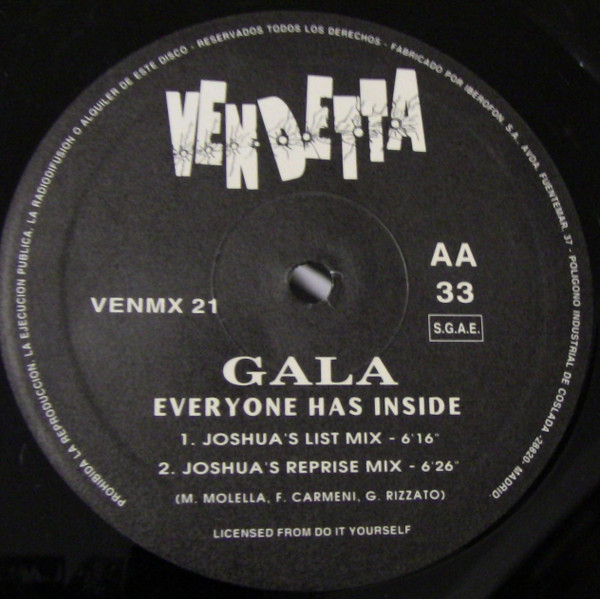 PROHIBIDA LA REPRODUCCION, LA EJECUCION PUBLICA, LA RADIODIFUSION O ALQUILER DE ESTE DISCO - RESERVADOS TODOS LOS DERECHOS - FABRICADO POR IBEROFON, S.A., AVDA. FUENTEMAR, 37 - POLIGONO INDUSTRIAL DE COSLADA -28820- MADRID.
VENDETTA
AA
VENMX 21
33
S.G.A.E.
GALA
EVERYONE HAS INSIDE
1. JOSHUA'S LIST MIX - 6'16"
2. JOSHUA'S REPRISE MIX - 6'26"
(M. MOLELLA, F. CARMENI, G. RIZZATO)
LICENSED FROM DO IT YOURSELF